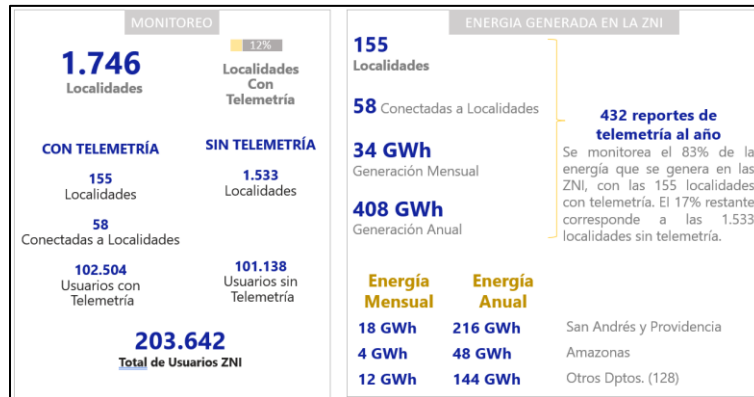 MONITOREO
1.746
Localidades
12%
Localidades
Con
Telemetría
CON TELEMETRÍA
SIN TELEMETRÍA
155
Localidades
1.533
Localidades
58
Conectadas a Localidades
102.504
Usuarios con
Telemetría
101.138
Usuarios sin
Telemetría
203.642
Total de Usuarios ZNI
ENERGIA GENERADA EN LA ZNI
155
Localidades
58 Conectadas a Localidades
34 GWh
Generación Mensual
408 GWh
Generación Anual
432 reportes de
telemetría al año
Se monitorea el 83% de la
energía que se genera en las
ZNI, con las 155 localidades
con telemetría. El 17% restante
corresponde a las 1.533
localidades sin telemetría.
Energía
Mensual
Energía
Anual
18 GWh 216 GWh San Andrés y Providencia
4 GWh 48 GWh Amazonas
12 GWh 144 GWh Otros Dptos. (128)